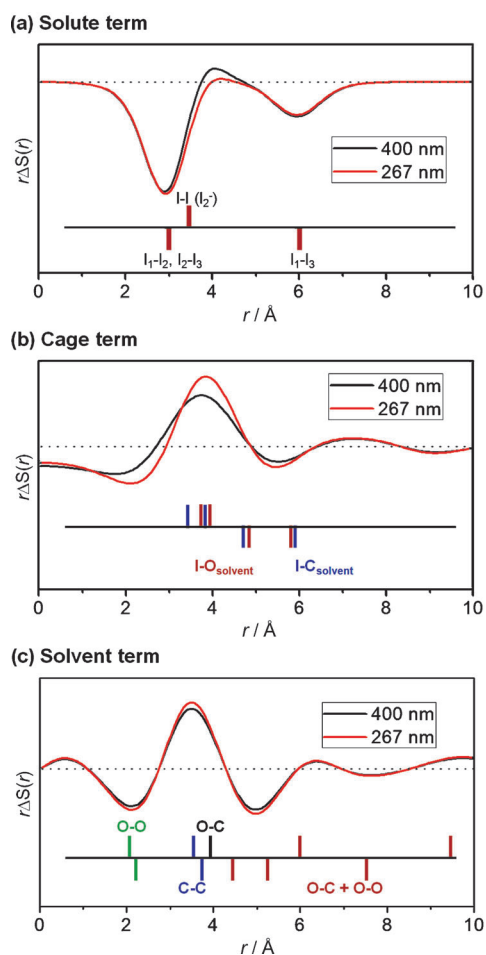 (a) Solute term
rΔS(r)
400 nm
267 nm
I-I (I₂⁻)
I₁-I₂, I₂-I₃
I₁-I₃
0 2 4 6 8 10
r / Å
(b) Cage term
rΔS(r)
400 nm
267 nm
I-Osolvent
I-Csolvent
0 2 4 6 8 10
r / Å
(c) Solvent term
rΔS(r)
400 nm
267 nm
O-O
O-C
C-C
O-C + O-O
0 2 4 6 8 10
r / Å